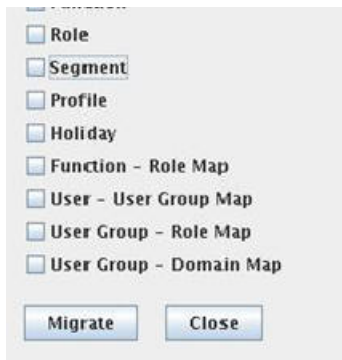 Role
Segment
Profile
Holiday
Function - Role Map
User - User Group Map
User Group - Role Map
User Group - Domain Map
Migrate Close